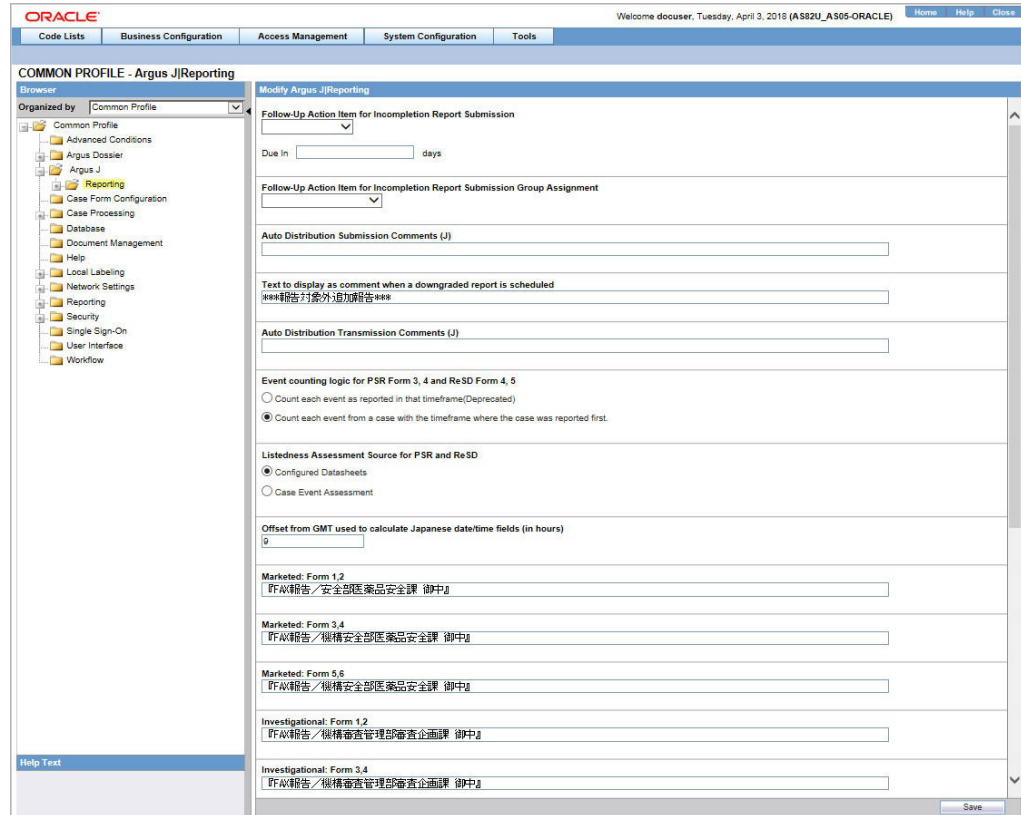 ORACLE
Welcome docuser, Tuesday, April 3, 2018 (AS82U_AS05-ORACLE)
Home Help Close
Code Lists Business Configuration Access Management System Configuration Tools
COMMON PROFILE - Argus J|Reporting
Browser
Organized by Common Profile
Common Profile
Advanced Conditions
Argus Dossier
Argus J
Reporting
Case Form Configuration
Case Processing
Database
Document Management
Help
Local Labeling
Network Settings
Reporting
Security
Single Sign-On
User Interface
Workflow
Help Text
Modify Argus J|Reporting
Follow-Up Action Item for Incompletion Report Submission
Due In days
Follow-Up Action Item for Incompletion Report Submission Group Assignment
Auto Distribution Submission Comments (J)
Text to display as comment when a downgraded report is scheduled
***報告対象外追加報告***
Auto Distribution Transmission Comments (J)
Event counting logic for PSR Form 3, 4 and ReSD Form 4, 5
Count each event as reported in that timeframe(Deprecated)
Count each event from a case with the timeframe where the case was reported first.
Listedness Assessment Source for PSR and ReSD
Configured Datasheets
Case Event Assessment
Offset from GMT used to calculate Japanese date/time fields (in hours)
9
Marketed: Form 1,2
『FAX報告／安全部医薬品安全課 御中』
Marketed: Form 3,4
『FAX報告／機構安全部医薬品安全課 御中』
Marketed: Form 5,6
『FAX報告／機構安全部医薬品安全課 御中』
Investigational: Form 1,2
『FAX報告／機構審査管理部審査企画課 御中』
Investigational: Form 3,4
『FAX報告／機構審査管理部審査企画課 御中』
Save